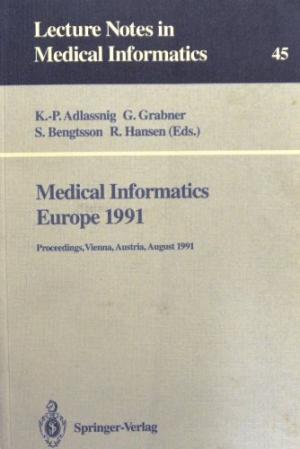 Lecture Notes in
Medical Informatics
45
K.-P. Adlassnig G. Grabner
S. Bengtsson R. Hansen (Eds.)
Medical Informatics
Europe 1991
Proceedings, Vienna, Austria, August 1991
Springer-Verlag